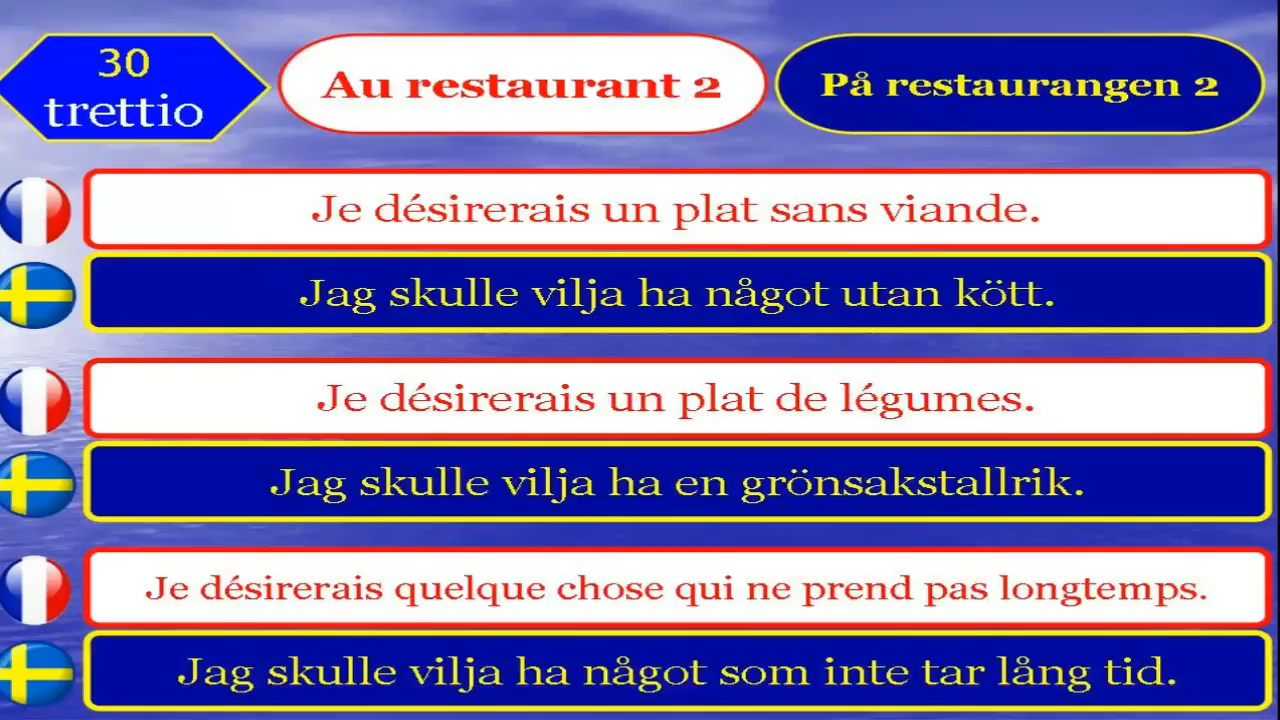 30
trettio
Au restaurant 2
På restaurangen 2
Je désirerais un plat sans viande.
Jag skulle vilja ha något utan kött.
Je désirerais un plat de légumes.
Jag skulle vilja ha en grönsakstallrik.
Je désirerais quelque chose qui ne prend pas longtemps.
Jag skulle vilja ha något som inte tar lång tid.